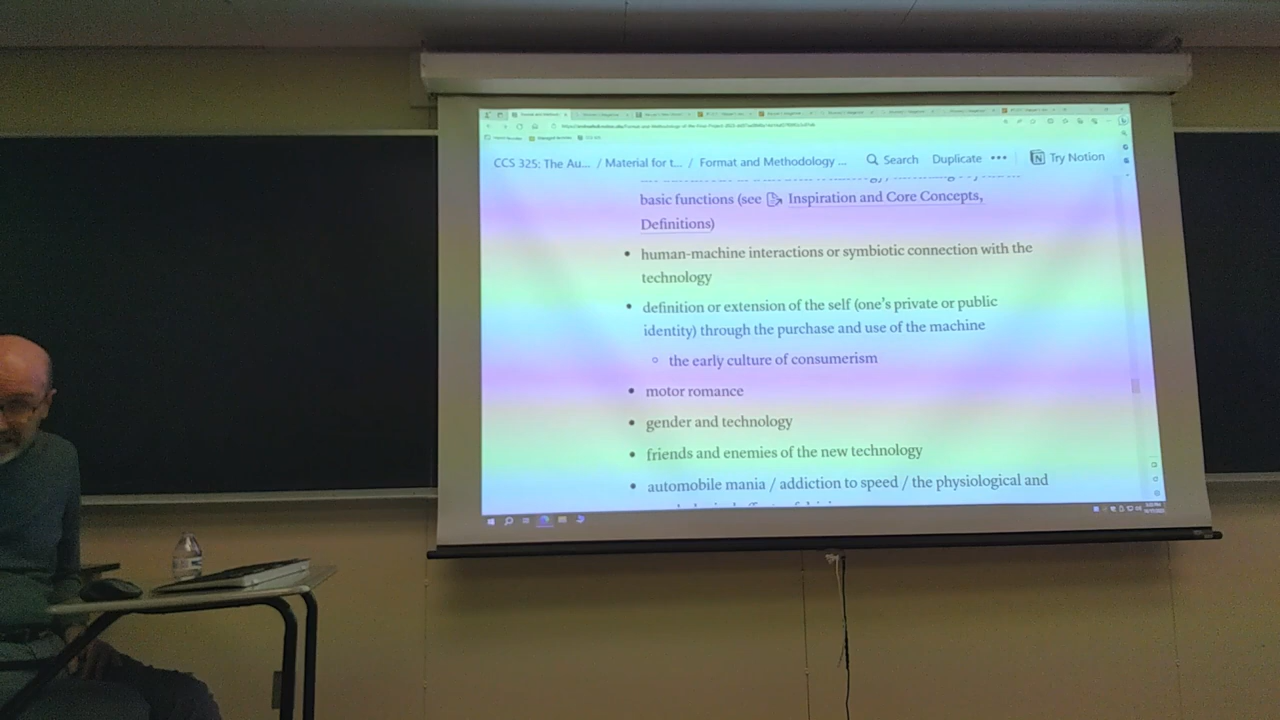 CCS 325: The Au... / Material for t... / Format and Methodology ... Search Duplicate ••• Try Notion
basic functions (see Inspiration and Core Concepts,
Definitions)
• human-machine interactions or symbiotic connection with the
technology
• definition or extension of the self (one's private or public
identity) through the purchase and use of the machine
◦ the early culture of consumerism
• motor romance
• gender and technology
• friends and enemies of the new technology
• automobile mania / addiction to speed / the physiological and